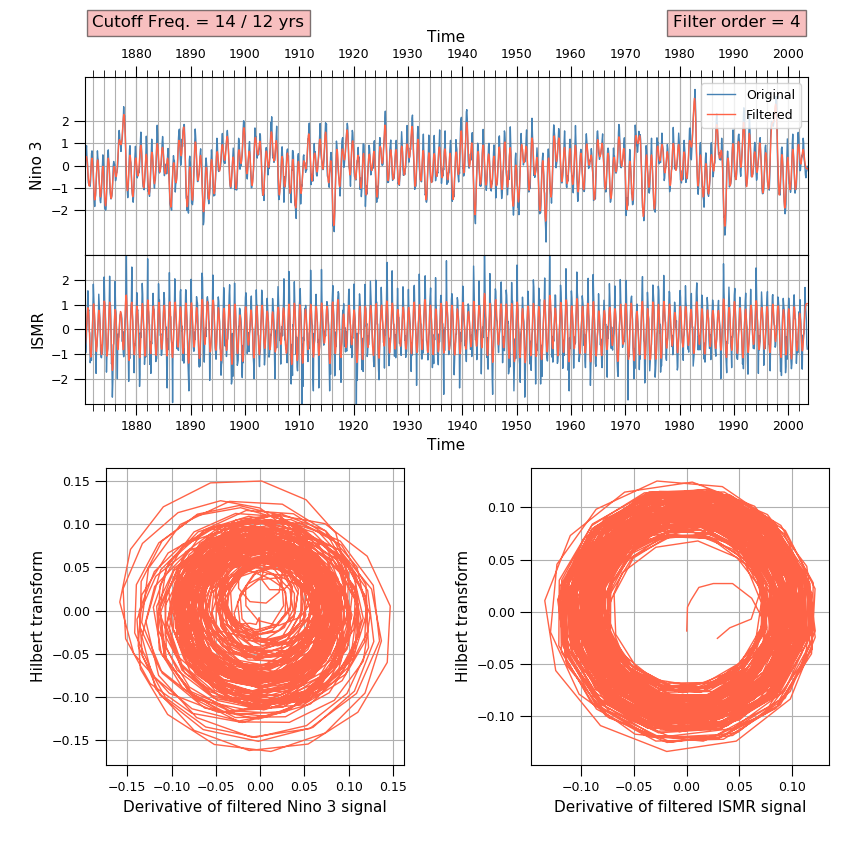 Cutoff Freq. = 14 / 12 yrs
Filter order = 4
Time
1880 1890 1900 1910 1920 1930 1940 1950 1960 1970 1980 1990 2000
Original
Filtered
Nino 3
2
1
0
−1
−2
ISMR
2
1
0
−1
−2
1880 1890 1900 1910 1920 1930 1940 1950 1960 1970 1980 1990 2000
Time
Hilbert transform
0.15
0.10
0.05
0.00
−0.05
−0.10
−0.15
−0.15 −0.10 −0.05 0.00 0.05 0.10 0.15
Derivative of filtered Nino 3 signal
Hilbert transform
0.10
0.05
0.00
−0.05
−0.10
−0.10 −0.05 0.00 0.05 0.10
Derivative of filtered ISMR signal